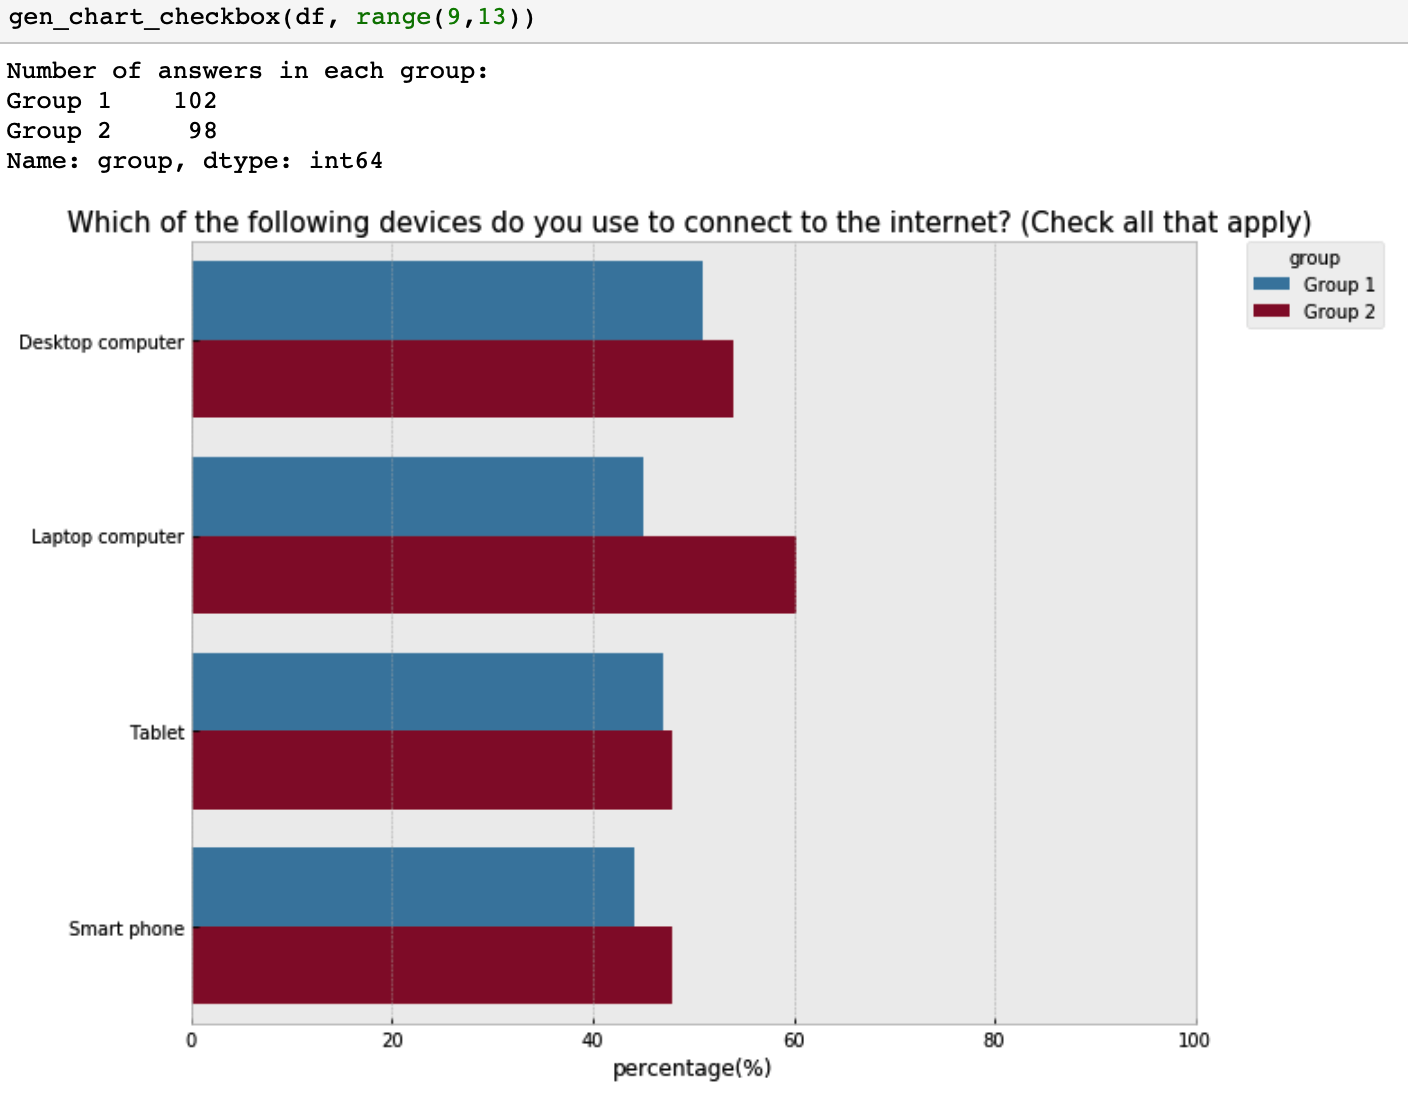 gen_chart_checkbox(df, range(9,13))
Number of answers in each group:
Group 1    102
Group 2     98
Name: group, dtype: int64
Which of the following devices do you use to connect to the internet? (Check all that apply)
group
Group 1
Group 2
Desktop computer
Laptop computer
Tablet
Smart phone
0 20 40 60 80 100
percentage(%)